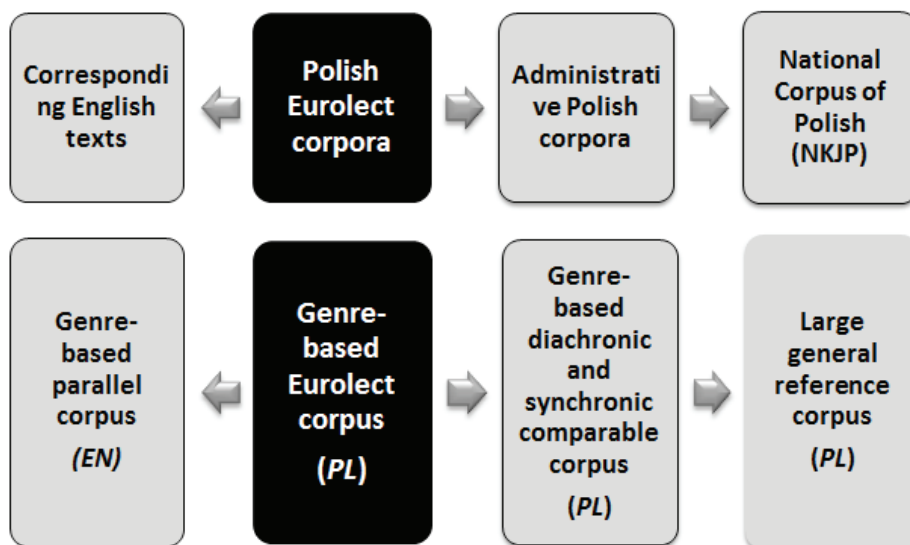 Correspondi
ng English
texts
Polish
Eurolect
corpora
Administrati
ve Polish
corpora
National
Corpus of
Polish
(NKJP)
Genre-
based
parallel
corpus
(EN)
Genre-
based
Eurolect
corpus
(PL)
Genre-
based
diachronic
and
synchronic
comparable
corpus
(PL)
Large
general
reference
corpus
(PL)